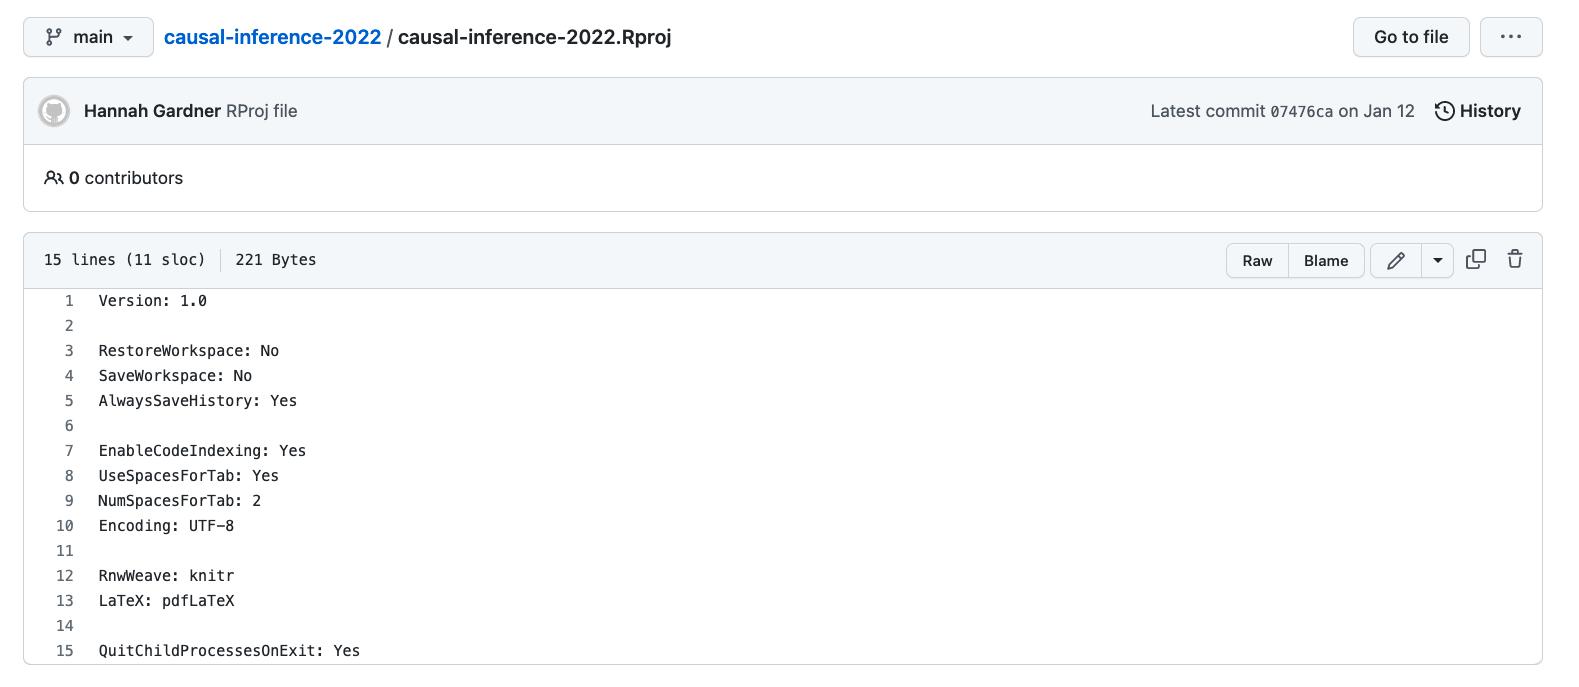 main causal-inference-2022 / causal-inference-2022.Rproj Go to file ...
Hannah Gardner RProj file Latest commit 07476ca on Jan 12 History
0 contributors
15 lines (11 sloc) 221 Bytes Raw Blame
1 Version: 1.0
2
3 RestoreWorkspace: No
4 SaveWorkspace: No
5 AlwaysSaveHistory: Yes
6
7 EnableCodeIndexing: Yes
8 UseSpacesForTab: Yes
9 NumSpacesForTab: 2
10 Encoding: UTF-8
11
12 RnwWeave: knitr
13 LaTeX: pdfLaTeX
14
15 QuitChildProcessesOnExit: Yes